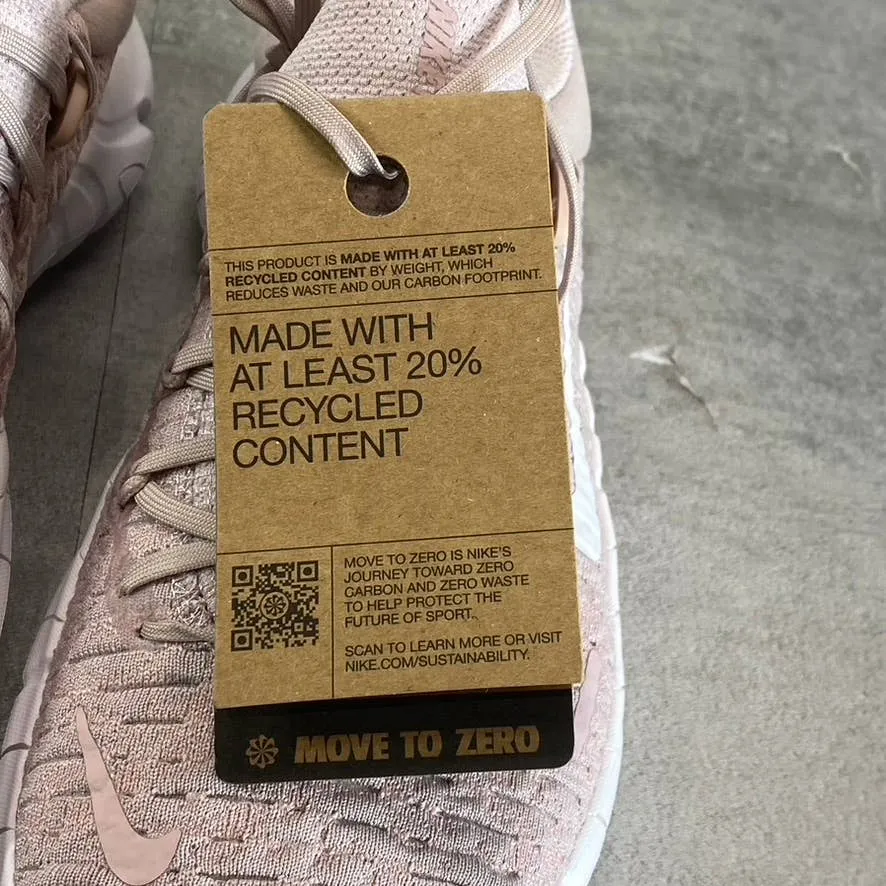 NIKE
THIS PRODUCT IS MADE WITH AT LEAST 20%
RECYCLED CONTENT BY WEIGHT, WHICH
REDUCES WASTE AND OUR CARBON FOOTPRINT.
MADE WITH
AT LEAST 20%
RECYCLED
CONTENT
MOVE TO ZERO IS NIKE'S
JOURNEY TOWARD ZERO
CARBON AND ZERO WASTE
TO HELP PROTECT THE
FUTURE OF SPORT.
SCAN TO LEARN MORE OR VISIT
NIKE.COM/SUSTAINABILITY.
MOVE TO ZERO